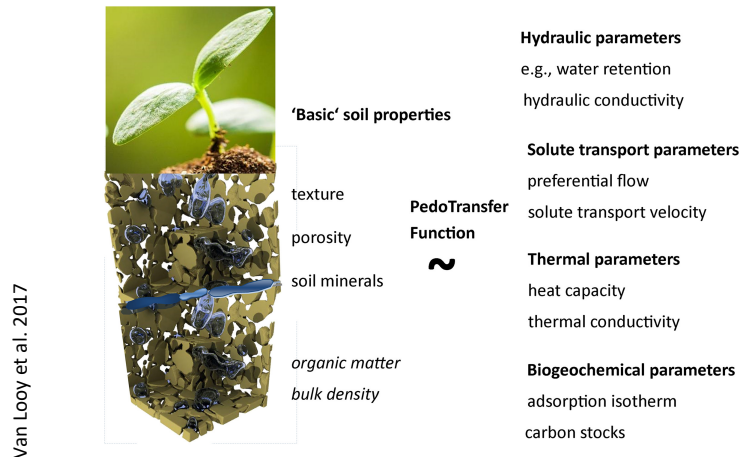 'Basic' soil properties
texture
porosity
soil minerals
organic matter
bulk density
PedoTransfer
Function
~
Hydraulic parameters
e.g., water retention
hydraulic conductivity
Solute transport parameters
preferential flow
solute transport velocity
Thermal parameters
heat capacity
thermal conductivity
Biogeochemical parameters
adsorption isotherm
carbon stocks
Van Looy et al. 2017